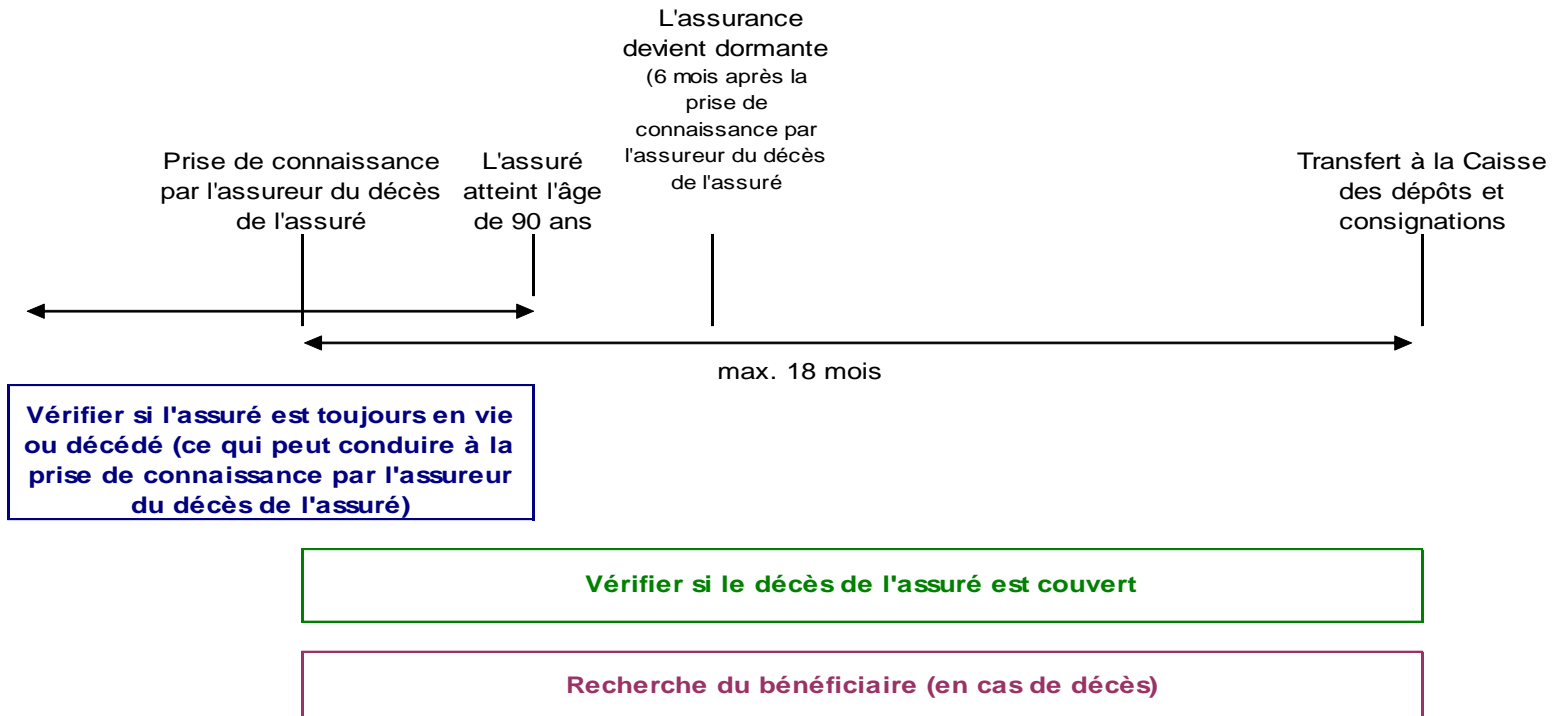 L'assurance
devient dormante
(6 mois après la
prise de
connaissance par
l'assureur du décès
de l'assuré
Prise de connaissance
par l'assureur du décès
de l'assuré
L'assuré
atteint l'âge
de 90 ans
Transfert à la Caisse
des dépôts et
consignations
max. 18 mois
Vérifier si l'assuré est toujours en vie
ou décédé (ce qui peut conduire à la
prise de connaissance par l'assureur
du décès de l'assuré)
Vérifier si le décès de l'assuré est couvert
Recherche du bénéficiaire (en cas de décès)